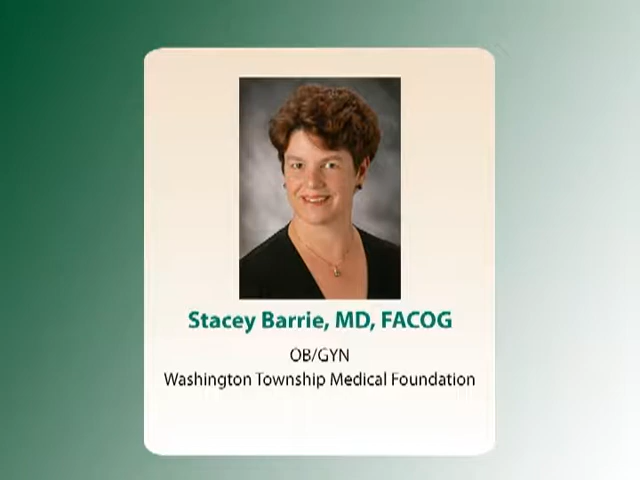 Stacey Barrie, MD, FACOG
OB/GYN
Washington Township Medical Foundation